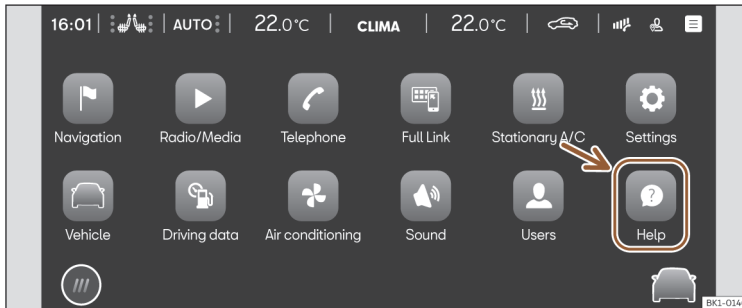 16:01 AUTO 22.0°C CLIMA 22.0°C
Navigation Radio/Media Telephone Full Link Stationary A/C Settings
Vehicle Driving data Air conditioning Sound Users Help
BK1-014